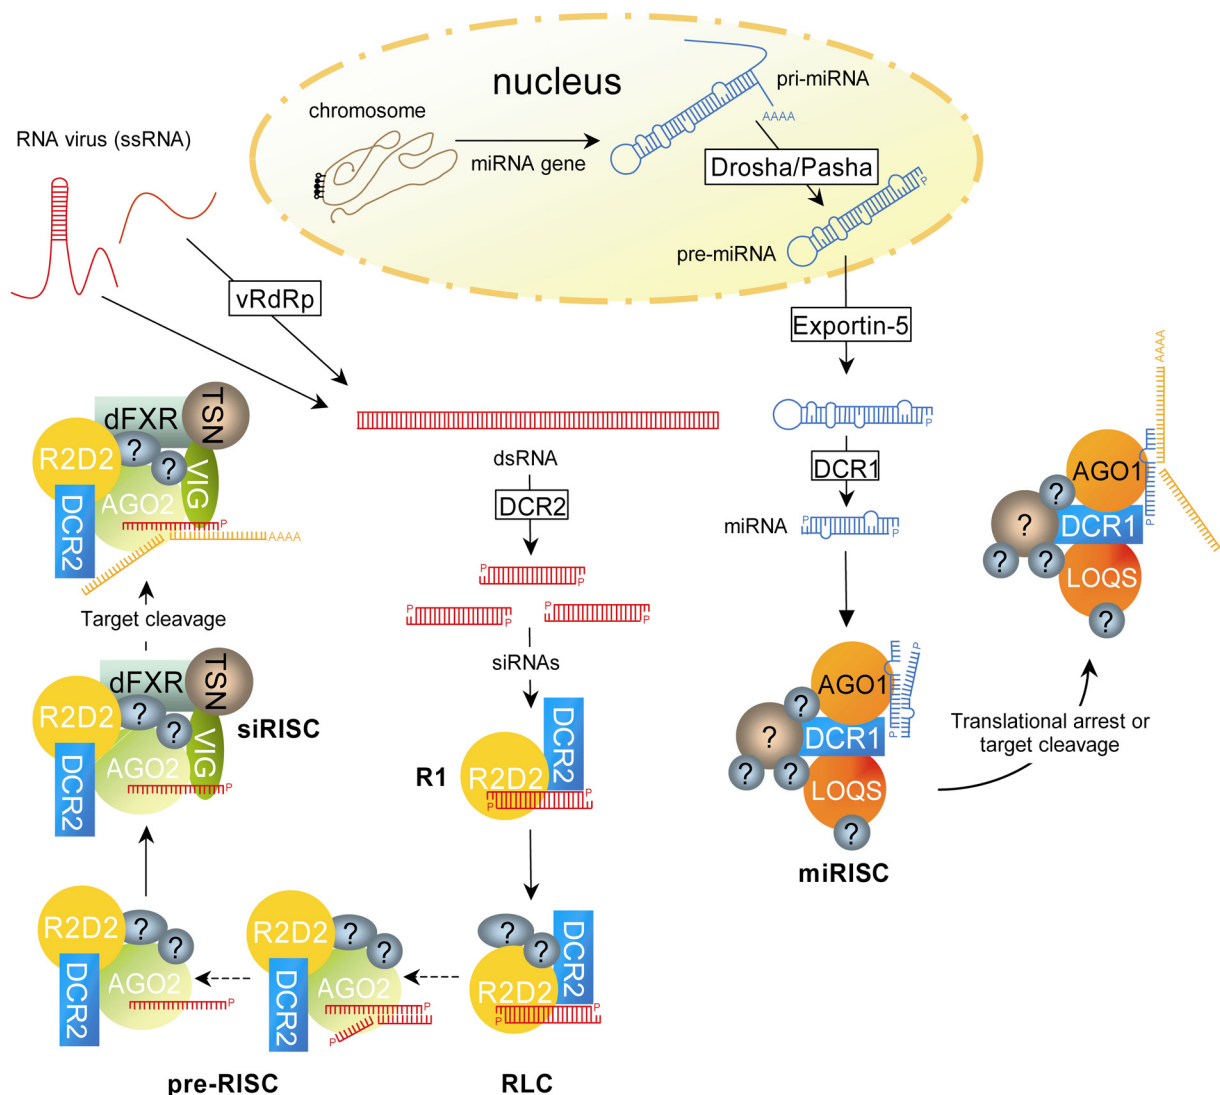 nucleus
pri-miRNA
chromosome
AAAA
RNA virus (ssRNA)
miRNA gene
Drosha/Pasha
P
pre-miRNA
vRdRp
Exportin-5
AAAA
dFXR
TSN
R2D2
?
?
VIG
AGO2
DCR2
P
AAAA
dsRNA
DCR2
P
DCR1
miRNA
P
P
AGO1
?
?
DCR1
P
?
?
LOQS
?
P
P
P
P
P
P
Target cleavage
siRNAs
dFXR
TSN
R2D2
?
?
VIG
siRISC
AGO2
DCR2
P
R1
DCR2
R2D2
P
P
AGO1
P
?
?
DCR1
P
?
?
LOQS
?
miRISC
Translational arrest or
target cleavage
R2D2
?
?
AGO2
DCR2
P
R2D2
?
?
AGO2
DCR2
P
P
?
?
DCR2
R2D2
P
P
pre-RISC
RLC